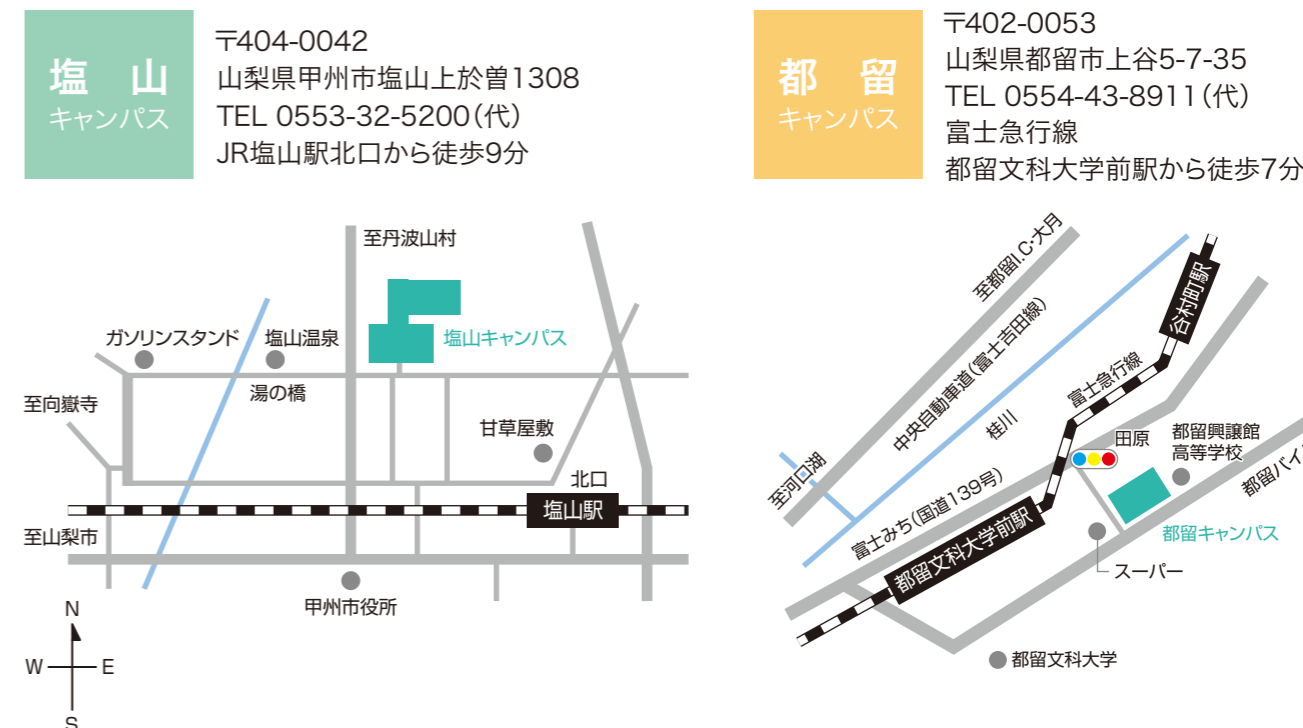 塩 山
キャンパス
〒404-0042
山梨県甲州市塩山上於曽1308
TEL 0553-32-5200(代)
JR塩山駅北口から徒歩9分
都 留
キャンパス
〒402-0053
山梨県都留市上谷5-7-35
TEL 0554-43-8911(代)
富士急行線
都留文科大学前駅から徒歩7分
至丹波山村
ガソリンスタンド
塩山温泉
塩山キャンパス
湯の橋
至向嶽寺
甘草屋敷
北口
塩山駅
至山梨市
甲州市役所
N
W
E
S
至都留I.C・大月
谷村町駅
中央自動車道(富士吉田線)
富士急行線
桂川
田原
都留興譲館
高等学校
至河口湖
都留バイ
富士みち(国道139号)
都留文科大学前駅
都留キャンパス
スーパー
都留文科大学